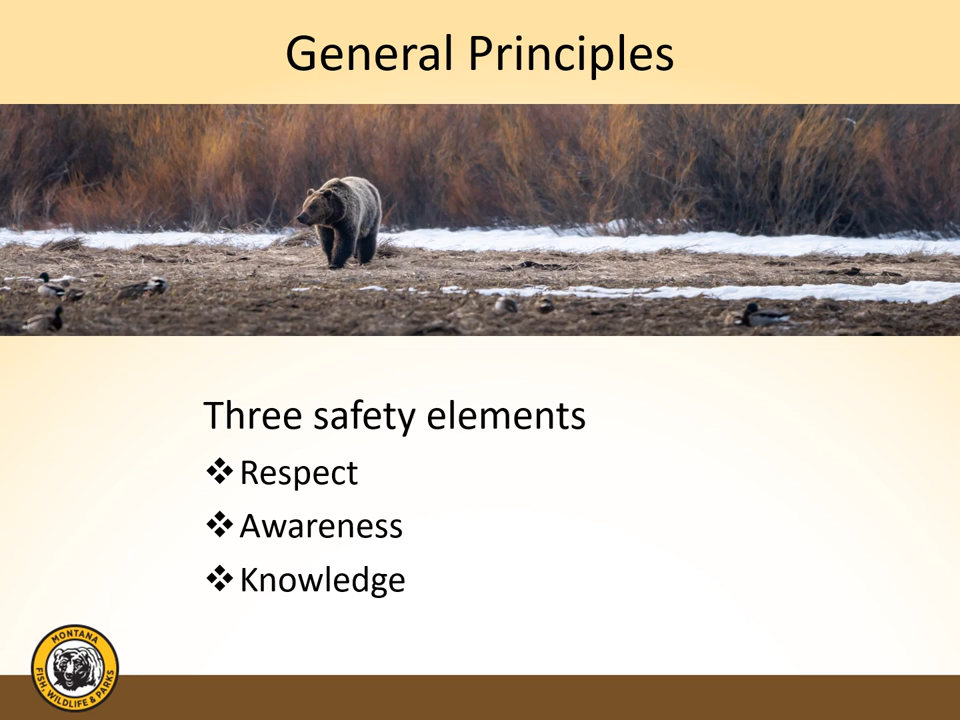 General Principles
Three safety elements
❖Respect
❖Awareness
❖Knowledge
MONTANA
FISH, WILDLIFE & PARKS